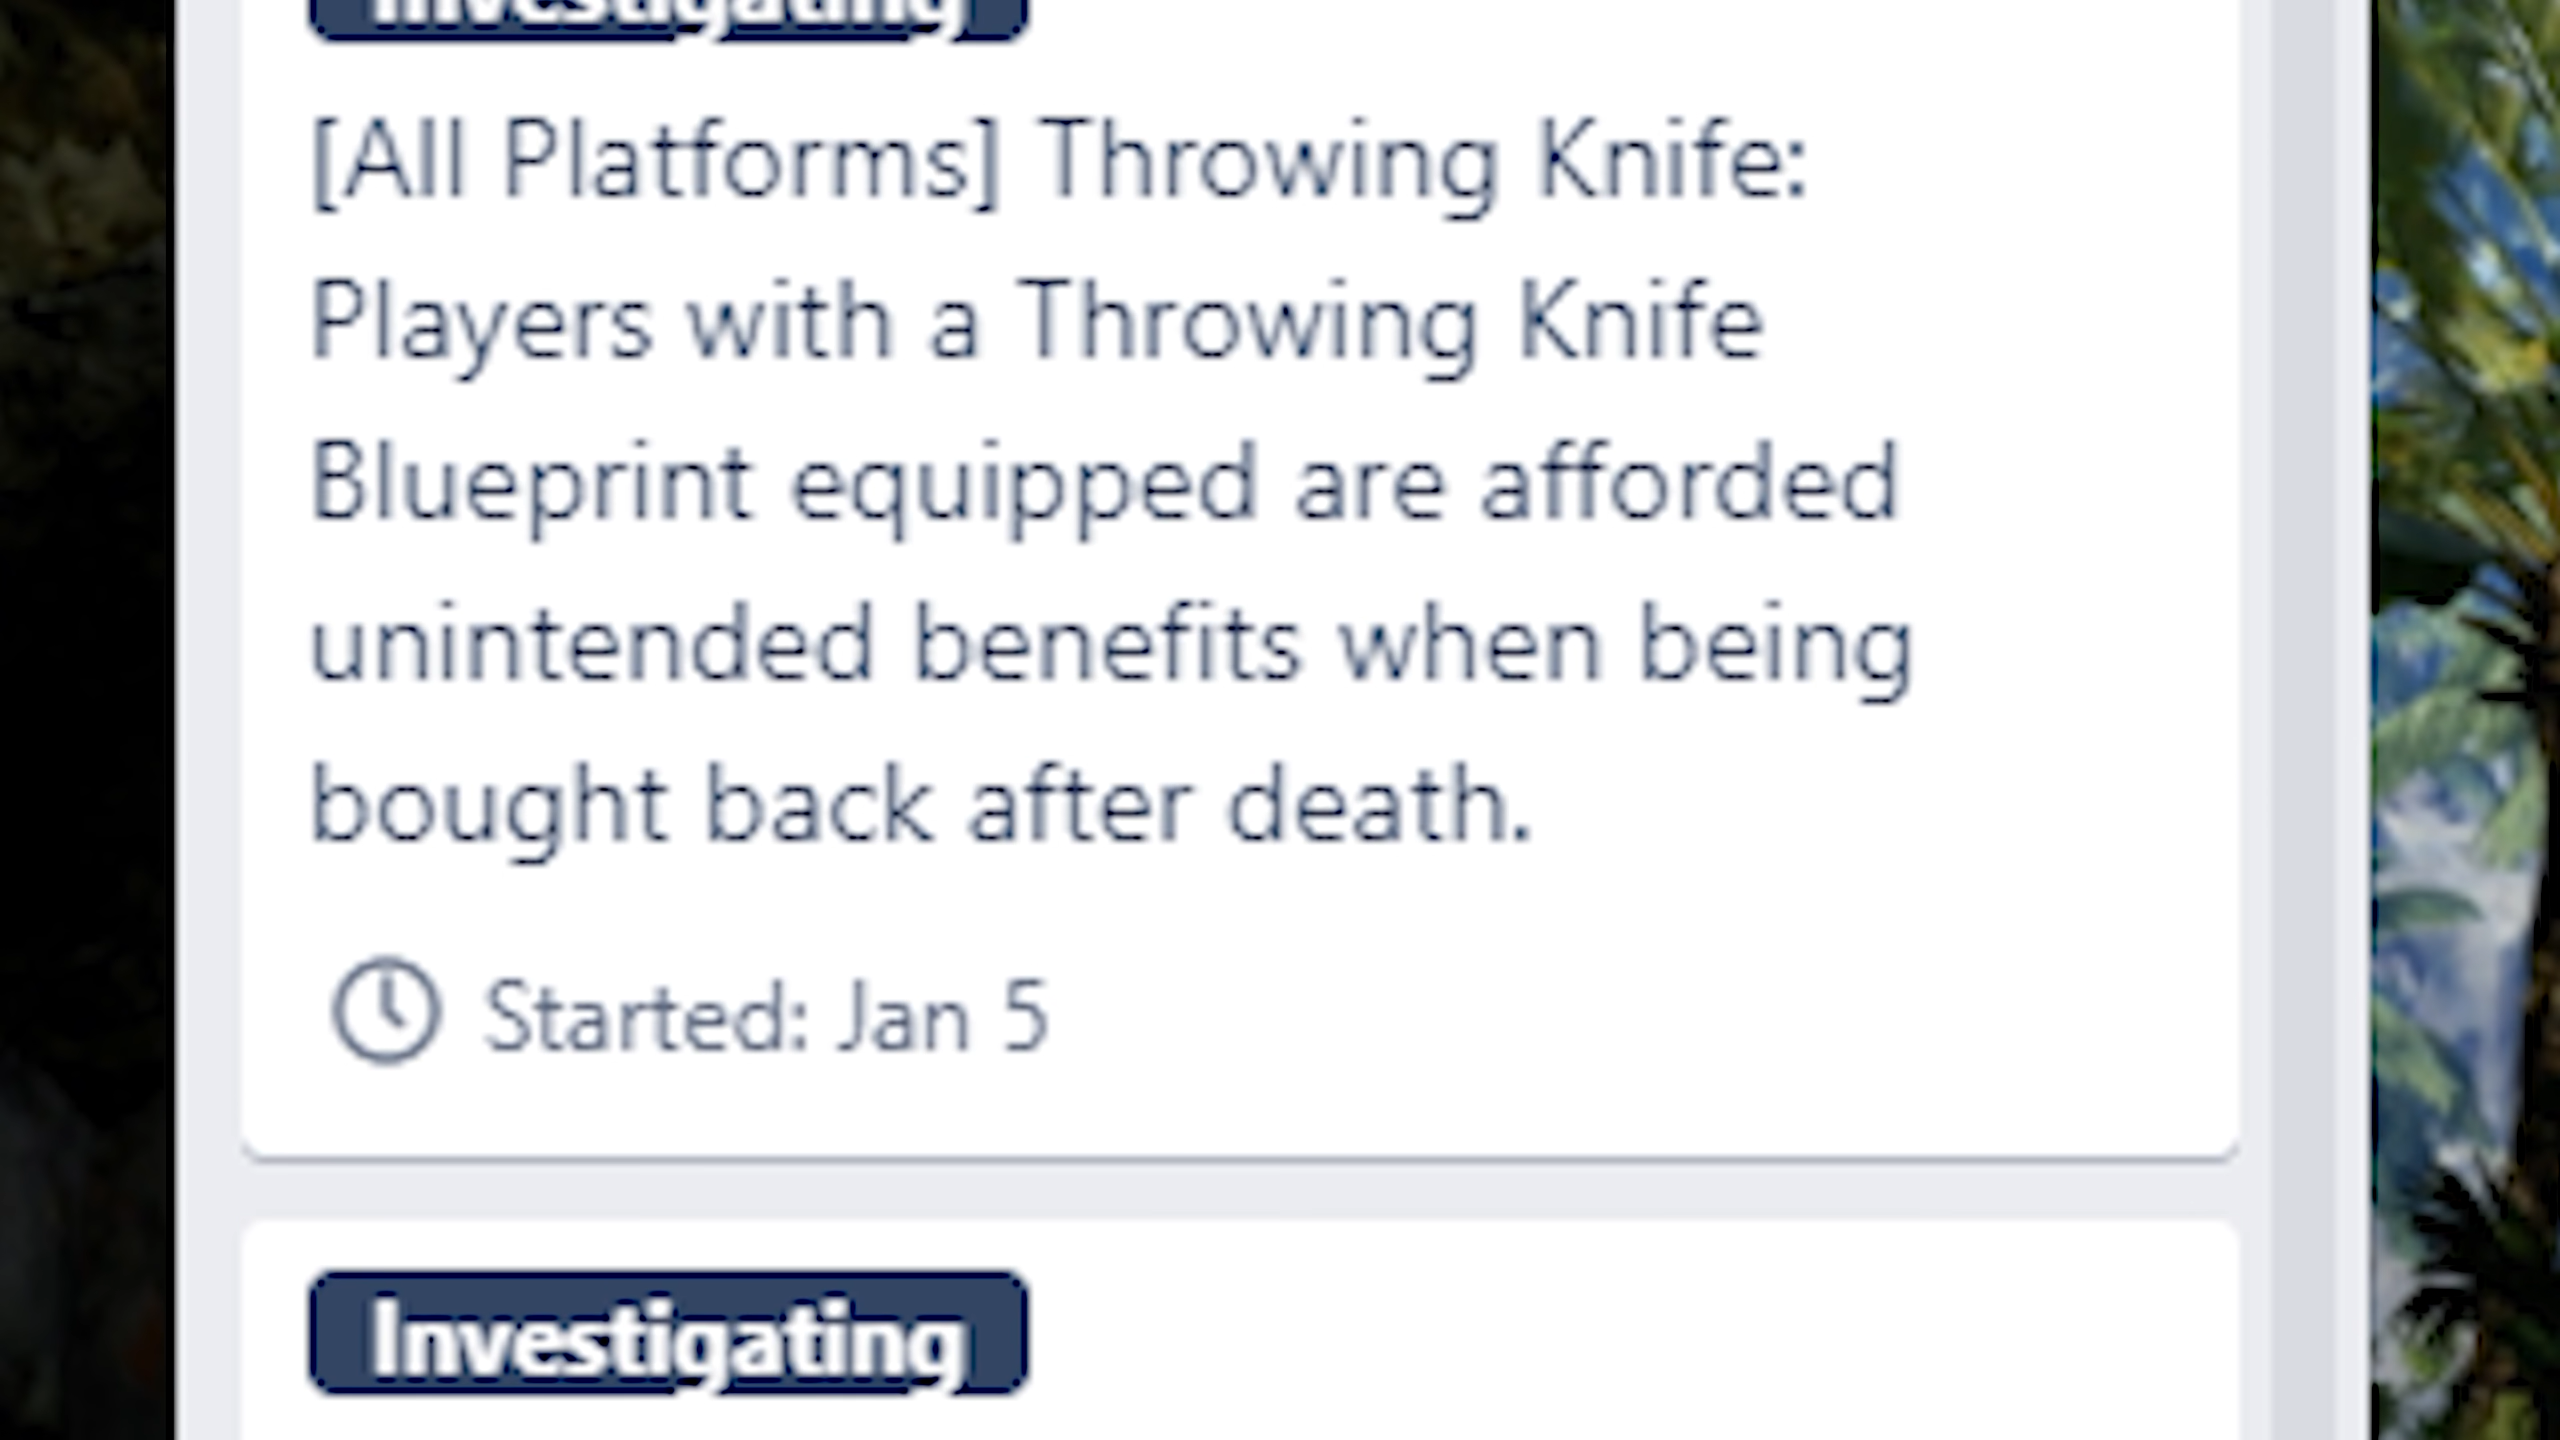 Investigating
[All Platforms] Throwing Knife:
Players with a Throwing Knife
Blueprint equipped are afforded
unintended benefits when being
bought back after death.
Started: Jan 5
Investigating